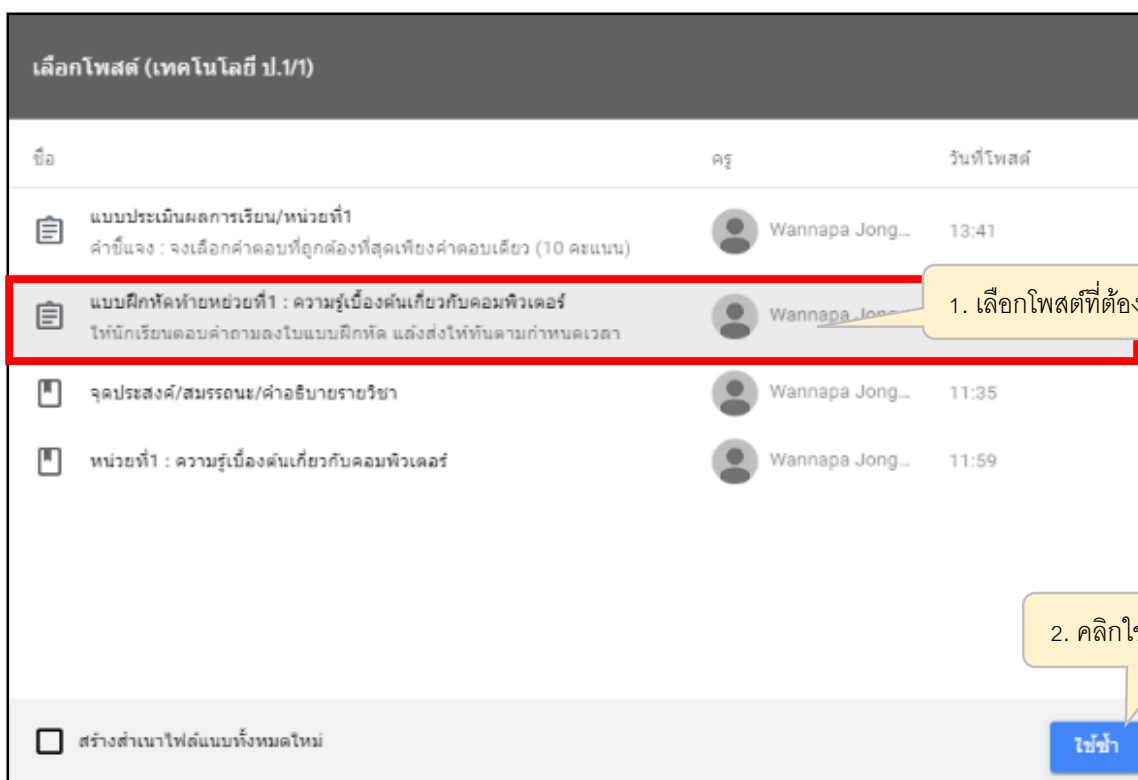 เลือกโพสต์ (เทคโนโลยี ป.1/1)
ชื่อ ครู วันที่โพสต์
แบบประเมินผลการเรียน/หน่วยที่1
คำชี้แจง : จงเลือกคำตอบที่ถูกต้องที่สุดเพียงคำตอบเดียว (10 คะแนน)
Wannapa Jong... 13:41
แบบฝึกหัดท้ายหย่วยที่1 : ความรู้เบื้องต้นเกี่ยวกับคอมพิวเตอร์
ให้นักเรียนตอบคำถามลงใบแบบฝึกหัด แล้งส่งให้ทันตามกำหนดเวลา
Wannapa Jong
1. เลือกโพสต์ที่ต้อง
จุดประสงค์/สมรรถนะ/คำอธิบายรายวิชา Wannapa Jong... 11:35
หน่วยที่1 : ความรู้เบื้องต้นเกี่ยวกับคอมพิวเตอร์ Wannapa Jong... 11:59
2. คลิกใช
สร้างสำเนาไฟล์แนบทั้งหมดใหม่
ใช้ซ้ำ